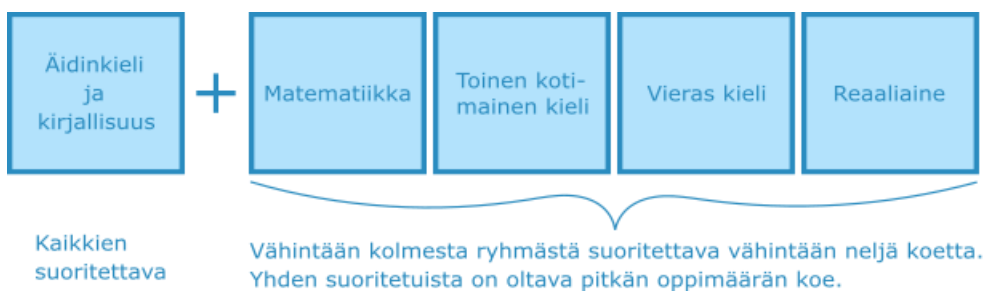 Äidinkieli
ja
kirjallisuus
+
Matematiikka
Toinen koti-
mainen kieli
Vieras kieli
Reaaliaine
Kaikkien
suoritettava
Vähintään kolmesta ryhmästä suoritettava vähintään neljä koetta.
Yhden suoritetuista on oltava pitkän oppimäärän koe.